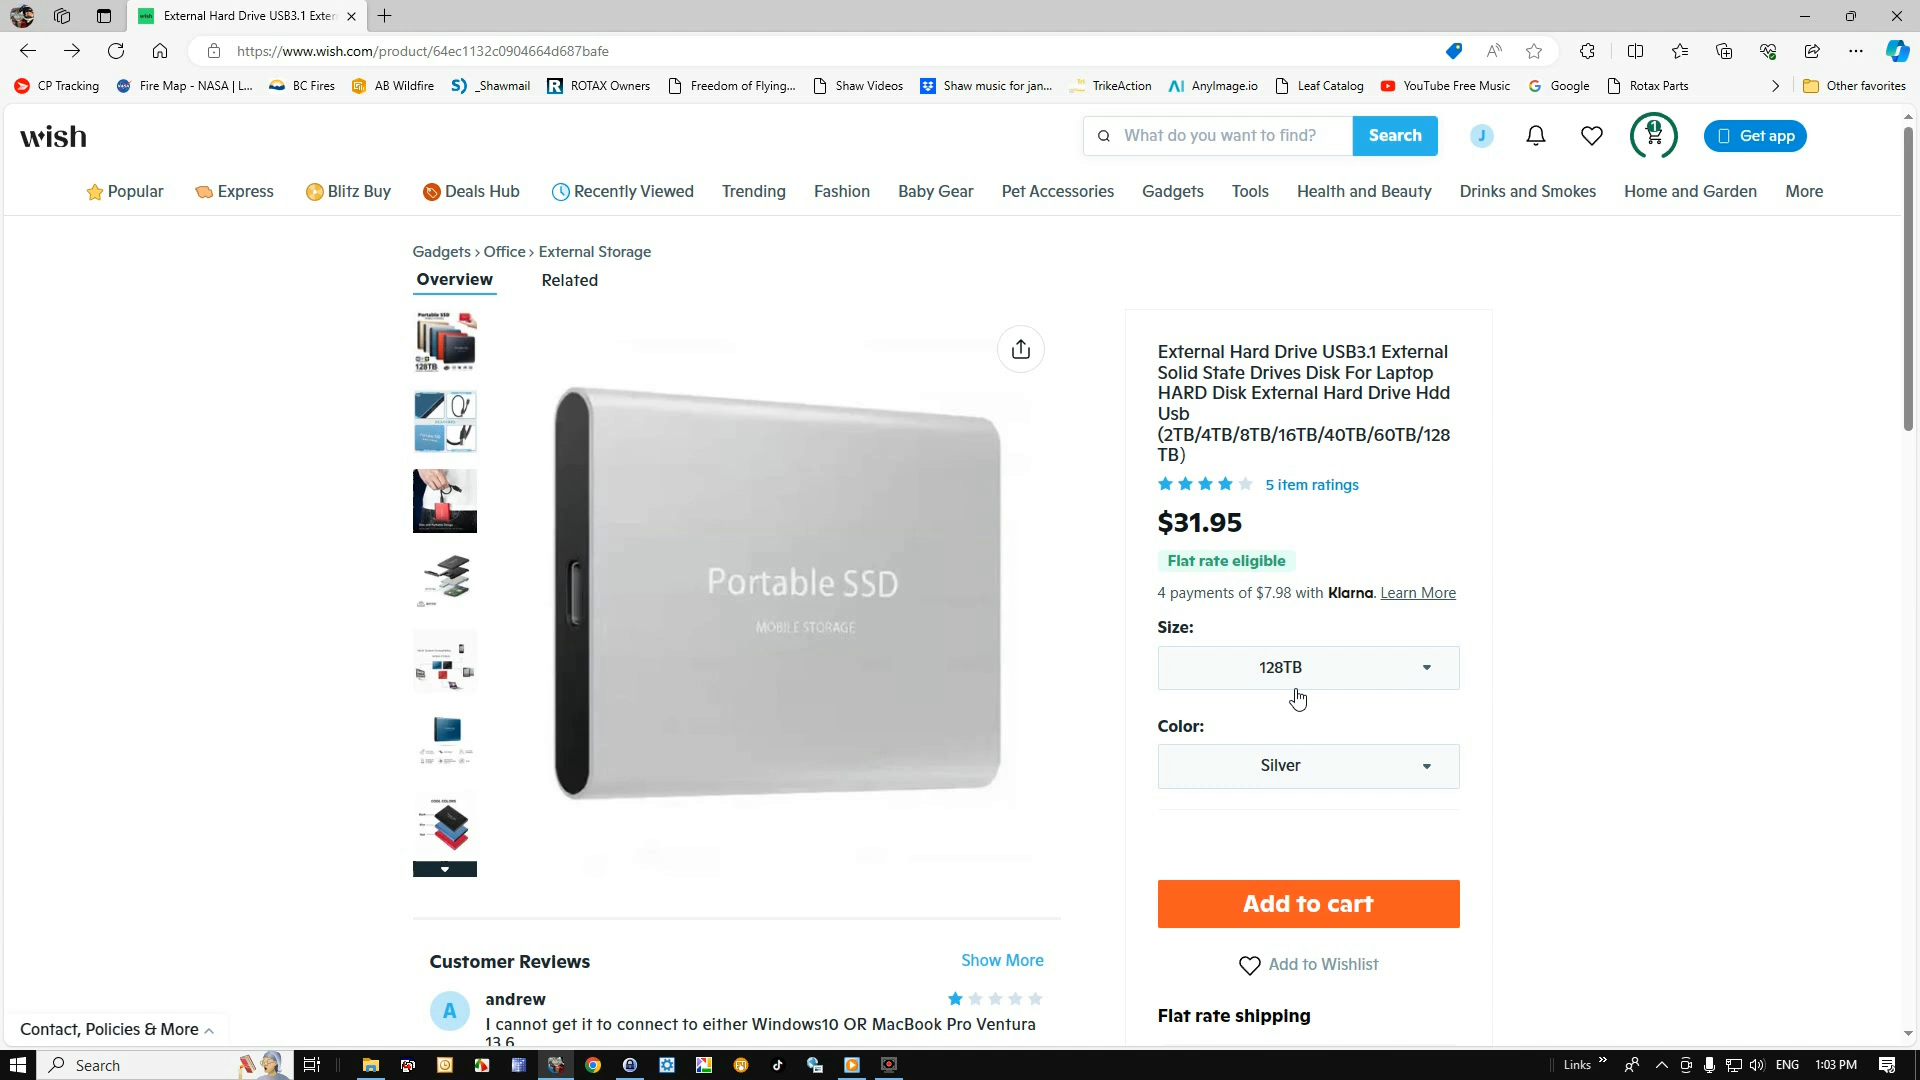 External Hard Drive USB3.1 Exter
https://www.wish.com/product/64ec1132c0904664d687bafe
CP Tracking
Fire Map - NASA | L...
BC Fires
AB Wildfire
_Shawmail
ROTAX Owners
Freedom of Flying...
Shaw Videos
Shaw music for jan...
TrikeAction
AnyImage.io
Leaf Catalog
YouTube Free Music
Google
Rotax Parts
Other favorites
wish
What do you want to find?
Search
J
1
Get app
Popular
Express
Blitz Buy
Deals Hub
Recently Viewed
Trending
Fashion
Baby Gear
Pet Accessories
Gadgets
Tools
Health and Beauty
Drinks and Smokes
Home and Garden
More
Gadgets › Office › External Storage
Overview
Related
Portable SSD
128TB
Portable SSD
MOBILE STORAGE
External Hard Drive USB3.1 External
Solid State Drives Disk For Laptop
HARD Disk External Hard Drive Hdd
Usb
(2TB/4TB/8TB/16TB/40TB/60TB/128
TB)
5 item ratings
$31.95
Flat rate eligible
4 payments of $7.98 with Klarna. Learn More
Size:
128TB
Color:
Silver
Add to cart
Add to Wishlist
Flat rate shipping
Customer Reviews
Show More
A
andrew
I cannot get it to connect to either Windows10 OR MacBook Pro Ventura
13.6
Contact, Policies & More
Search
Links
ENG
1:03 PM